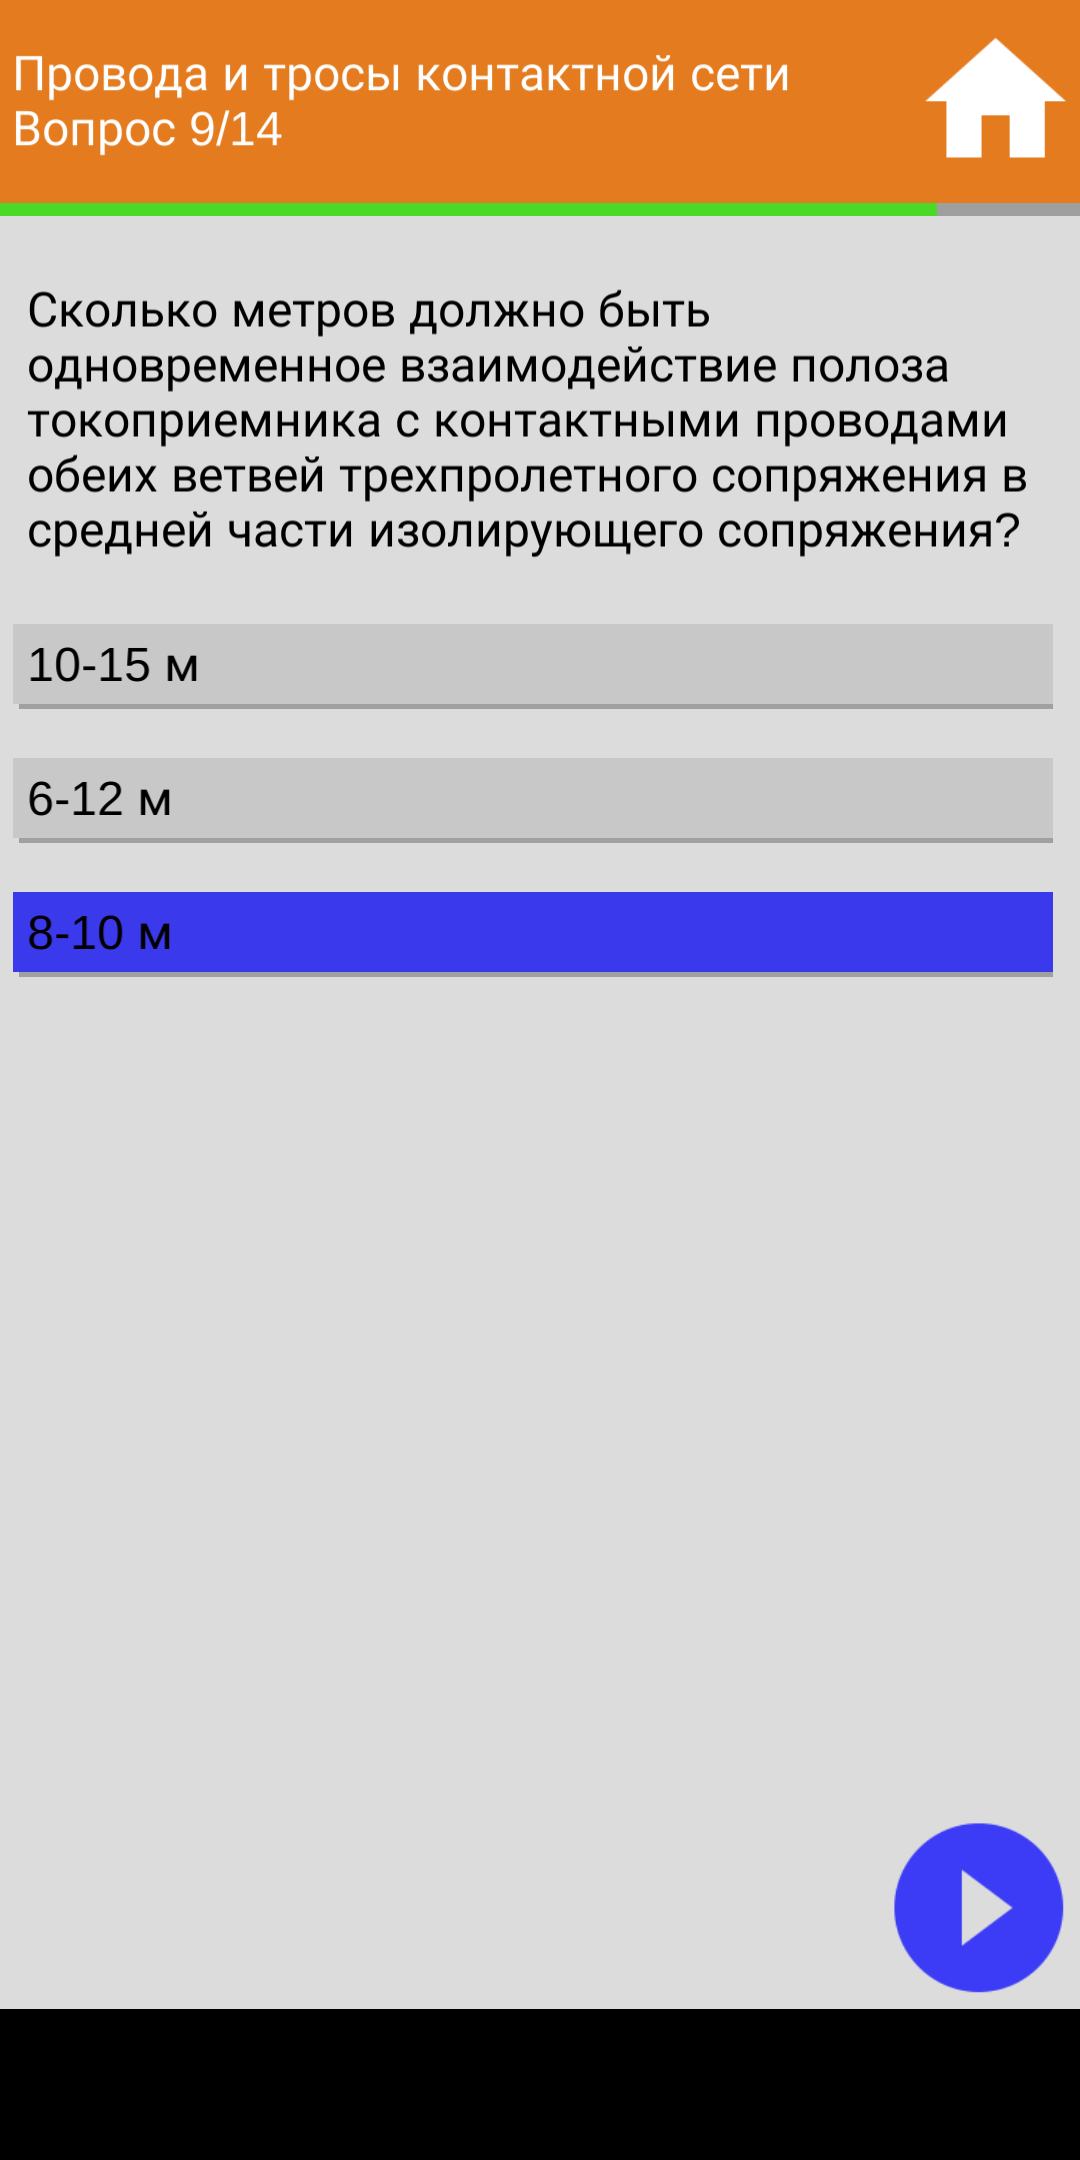 Провода и тросы контактной сети
Вопрос 9/14
Сколько метров должно быть
одновременное взаимодействие полоза
токоприемника с контактными проводами
обеих ветвей трехпролетного сопряжения в
средней части изолирующего сопряжения?
10-15 м
6-12 м
8-10 м